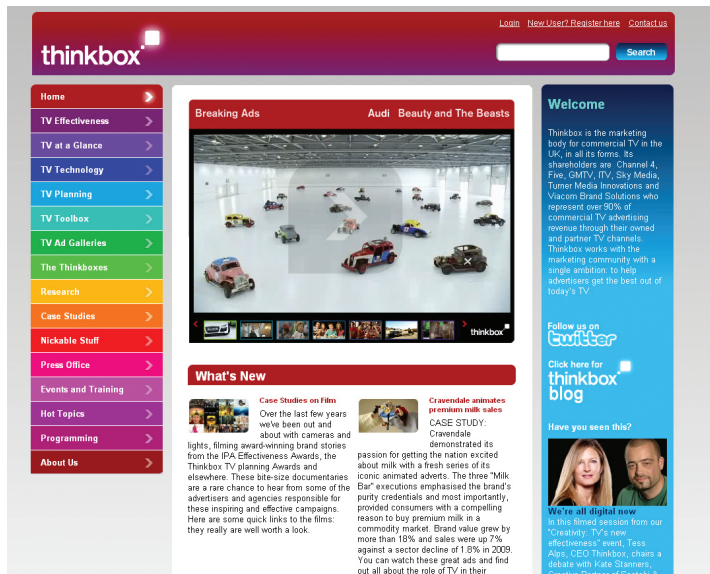 Login New User? Register here Contact us
thinkbox
Search
Home
TV Effectiveness
TV at a Glance
TV Technology
TV Planning
TV Toolbox
TV Ad Galleries
The Thinkboxes
Research
Case Studies
Nickable Stuff
Press Office
Events and Training
Hot Topics
Programming
About Us
Breaking Ads Audi Beauty and The Beasts
thinkbox
What's New
Case Studies on Film
Over the last few years
we've been out and
about with cameras and
lights, filming award-winning brand stories
from the IPA Effectiveness Awards, the
Thinkbox TV planning Awards and
elsewhere. These bite-size documentaries
are a rare chance to hear from some of the
advertisers and agencies responsible for
these inspiring and effective campaigns.
Here are some quick links to the films:
they really are well worth a look.
Cravendale animates
premium milk sales
CASE STUDY:
Cravendale
demonstrated its
passion for getting the nation excited
about milk with a fresh series of its
iconic animated adverts. The three "Milk
Bar" executions emphasised the brand's
purity credentials and most importantly,
provided consumers with a compelling
reason to buy premium milk in a
commodity market. Brand value grew by
more than 18% and sales were up 7%
against a sector decline of 1.8% in 2009.
You can watch these great ads and find
out all about the role of TV in their
Welcome
Thinkbox is the marketing
body for commercial TV in the
UK, in all its forms. Its
shareholders are Channel 4,
Five, GMTV, ITV, Sky Media,
Turner Media Innovations and
Viacom Brand Solutions who
represent over 90% of
commercial TV advertising
revenue through their owned
and partner TV channels.
Thinkbox works with the
marketing community with a
single ambition: to help
advertisers get the best out of
today's TV.
Follow us on
twitter
Click here for
thinkbox
blog
Have you seen this?
We're all digital now
In this filmed session from our
"Creativity: TV's new
effectiveness" event, Tess
Alps, CEO Thinkbox, chairs a
debate with Kate Stanners,